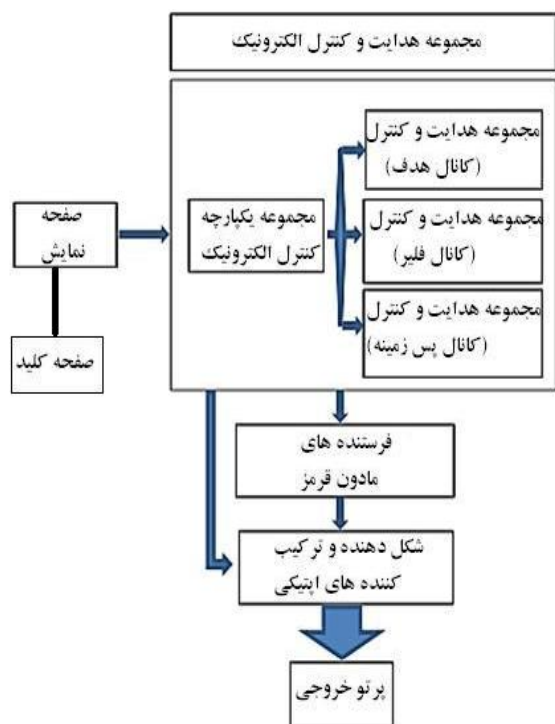 مجموعه هدایت و کنترل الکترونیک
مجموعه هدایت و کنترل
(کانال هدف)
صفحه
نمایش
مجموعه یکپارچه
کنترل الکترونیک
مجموعه هدایت و کنترل
(کانال فلیر)
صفحه کلید
مجموعه هدایت و کنترل
(کانال پس زمینه)
فرستنده های
مادون قرمز
شکل دهنده و ترکیب
کننده های اپتیکی
پرتو خروجی